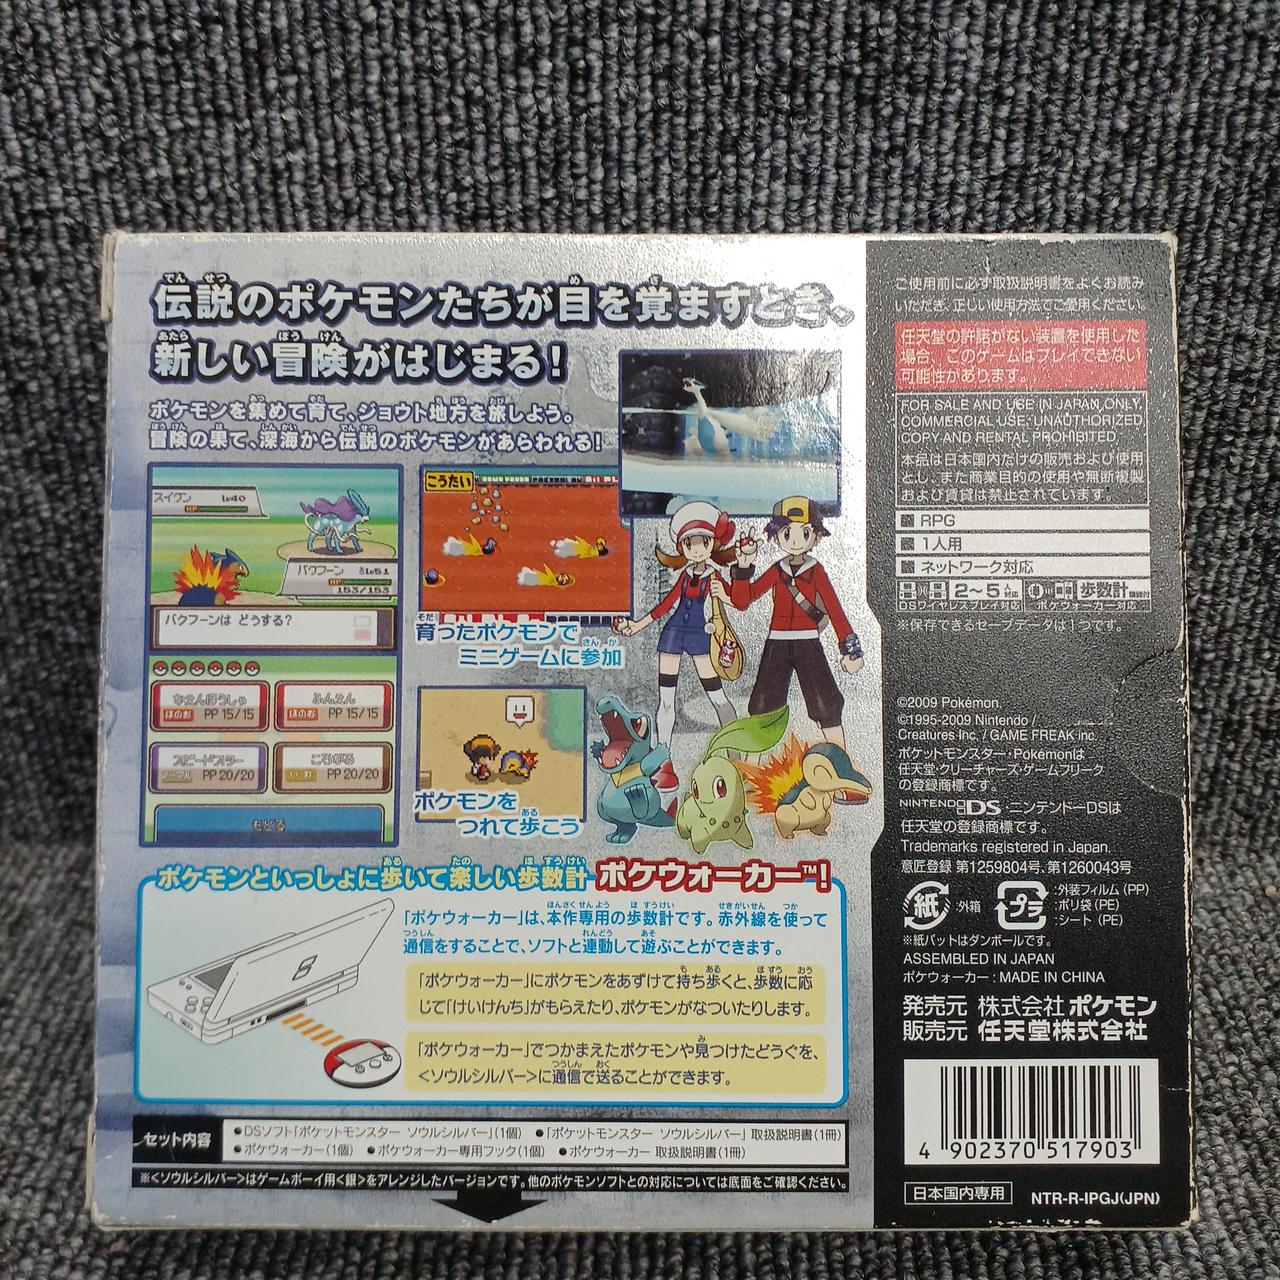 伝説のポケモンたちが目を覚ますとき、
新しい冒険がはじまる!
ポケモンを集めて育て、ジョウト地方を旅しよう。
冒険の果て、深海から伝説のポケモンがあらわれる!
スイクン Lv40
HP
バクフーン ♂Lv51
HP
153/153
バクフーンは どうする?
かえんほうしゃ
ほのお PP 15/15
ふんえん
ほのお PP 15/15
スピードスター
ノーマル PP 20/20
ころがる
いわ PP 20/20
もどる
こうたい
育ったポケモンで
ミニゲームに参加
ポケモンを
つれて歩こう
ポケモンといっしょに歩いて楽しい歩数計 ポケウォーカー™!
「ポケウォーカー」は、本作専用の歩数計です。赤外線を使って
通信をすることで、ソフトと連動して遊ぶことができます。
「ポケウォーカー」にポケモンをあずけて持ち歩くと、歩数に応
じて「けいけんち」がもらえたり、ポケモンがなついたりします。
「ポケウォーカー」でつかまえたポケモンや見つけたどうぐを、
<ソウルシルバー>に通信で送ることができます。
セット内容
●DSソフト「ポケットモンスター ソウルシルバー」(1個) ●「ポケットモンスター ソウルシルバー」取扱説明書(1冊)
●ポケウォーカー(1個) ●ポケウォーカー専用フック(1個) ●ポケウォーカー 取扱説明書(1冊)
※<ソウルシルバー>はゲームボーイ用<銀>をアレンジしたバージョンです。他のポケモンソフトとの対応については底面をご確認ください。
ご使用前に必ず取扱説明書をよくお読み
いただき、正しい使用方法でご愛用ください。
任天堂の許諾がない装置を使用した
場合、このゲームはプレイできない
可能性があります。
FOR SALE AND USE IN JAPAN ONLY.
COMMERCIAL USE, UNAUTHORIZED
COPY AND RENTAL PROHIBITED.
本品は日本国内だけの販売および使用
とし、また商業目的の使用や無断複製
および賃貸は禁止されています。
RPG
1人用
ネットワーク対応
2~5人対応 歩数計
DSワイヤレスプレイ対応 ポケウォーカー対応
※保存できるセーブデータは1つです。
©2009 Pokémon.
©1995-2009 Nintendo /
Creatures Inc. / GAME FREAK inc.
ポケットモンスター・Pokémonは
任天堂・クリーチャーズ・ゲームフリーク
の登録商標です。
NINTENDO DS・ニンテンドーDSは
任天堂の登録商標です。
Trademarks registered in Japan.
意匠登録 第1259804号、第1260043号
紙 :外箱
プラ :外装フィルム (PP)
:ポリ袋 (PE)
:シート (PE)
※紙パットはダンボールです。
ASSEMBLED IN JAPAN
ポケウォーカー : MADE IN CHINA
発売元 株式会社ポケモン
販売元 任天堂株式会社
4 902370 517903
日本国内専用 NTR-R-IPGJ(JPN)